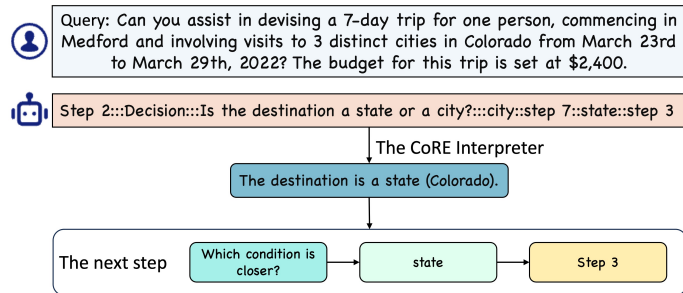 Query: Can you assist in devising a 7-day trip for one person, commencing in
Medford and involving visits to 3 distinct cities in Colorado from March 23rd
to March 29th, 2022? The budget for this trip is set at $2,400.
Step 2:::Decision:::Is the destination a state or a city?:::city::step 7::state::step 3
The CoRE Interpreter
The destination is a state (Colorado).
The next step
Which condition is
closer?
state
Step 3